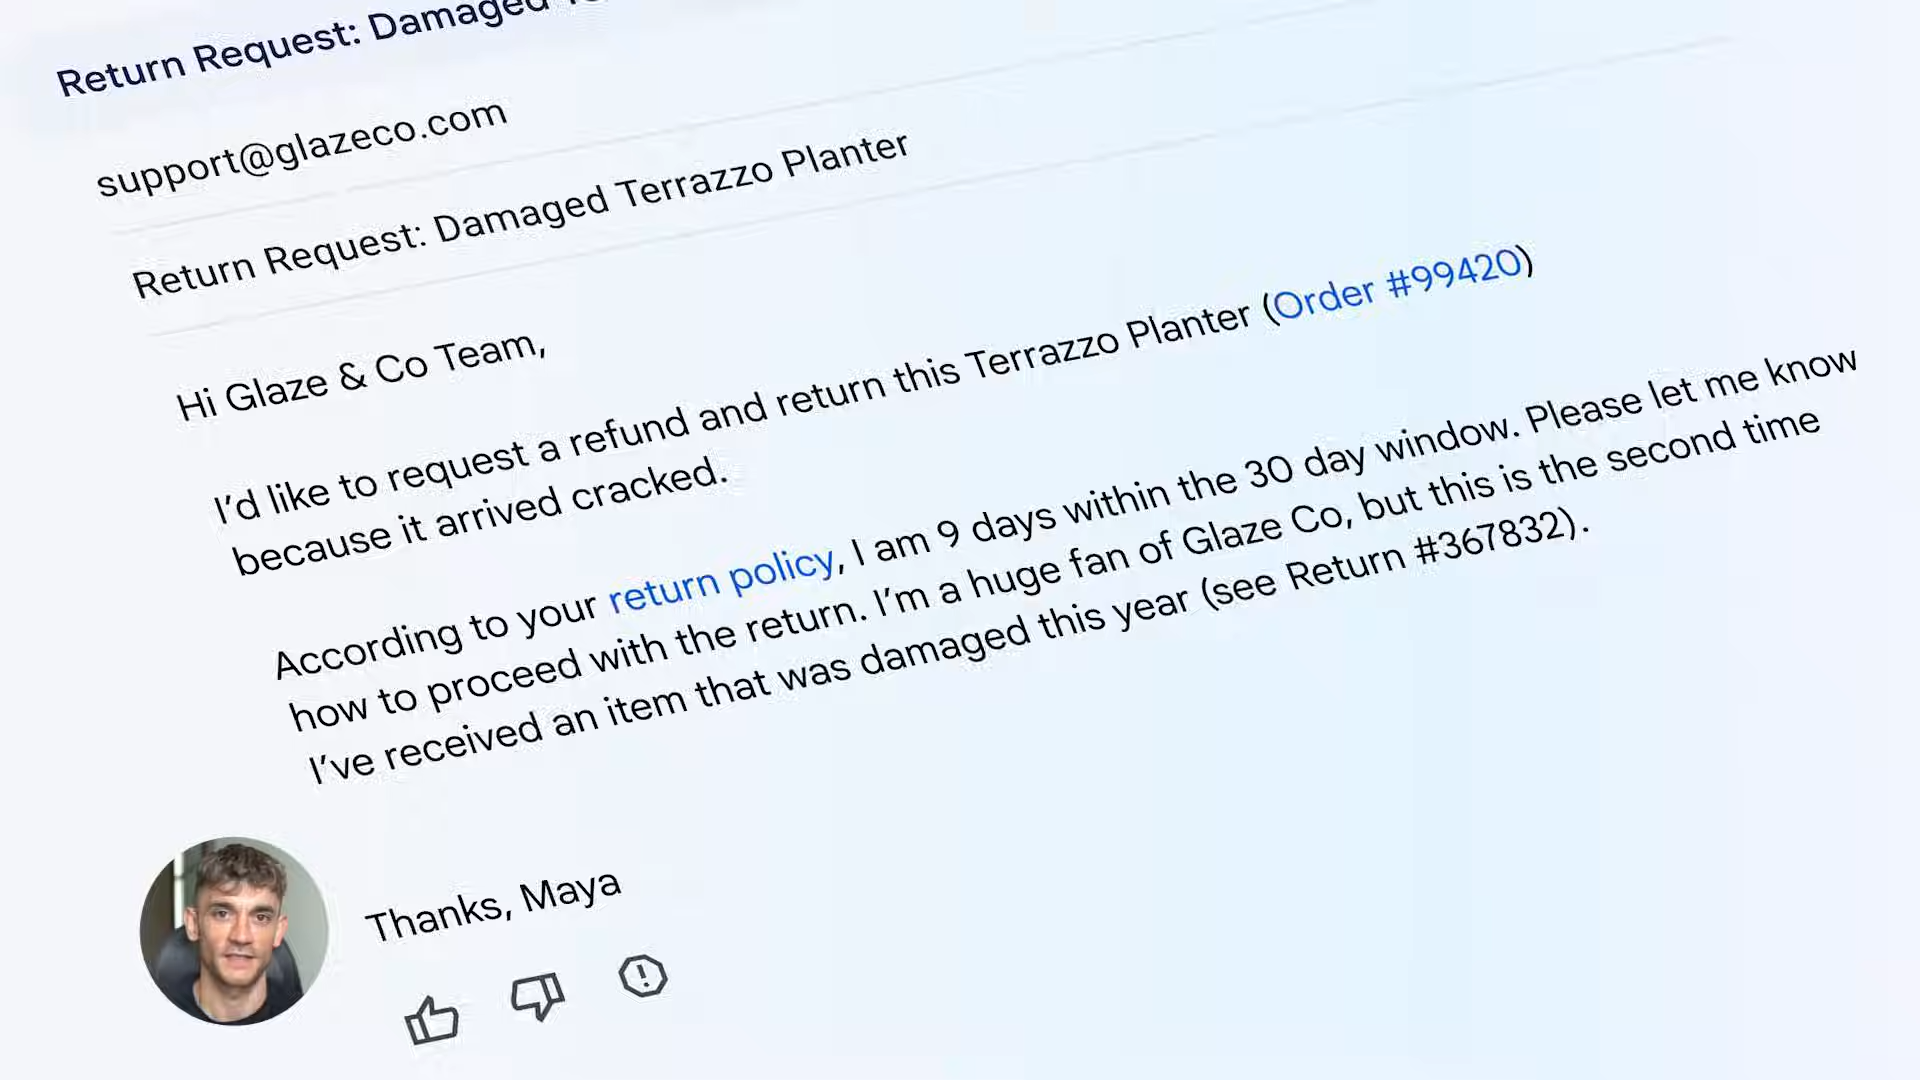 Return Request: Damaged
support@glazeco.com
Return Request: Damaged Terrazzo Planter
Hi Glaze & Co Team,
I’d like to request a refund and return this Terrazzo Planter (Order #99420)
because it arrived cracked.
According to your return policy, I am 9 days within the 30 day window. Please let me know
how to proceed with the return. I’m a huge fan of Glaze Co, but this is the second time
I’ve received an item that was damaged this year (see Return #367832).
Thanks, Maya